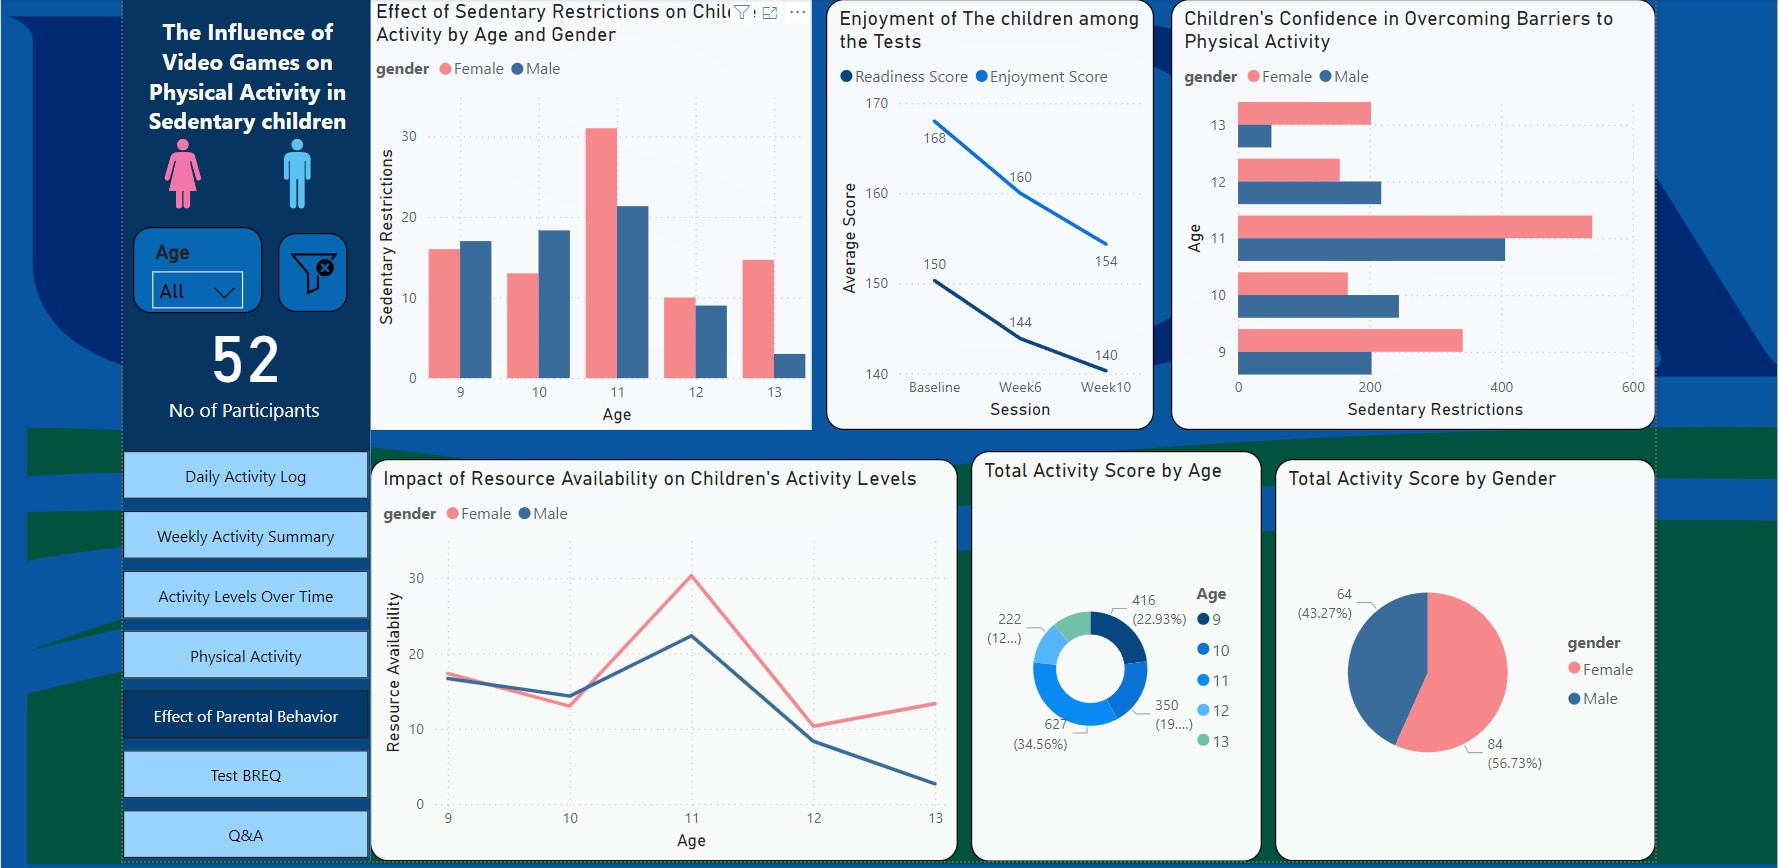 The Influence of
Video Games on
Physical Activity in
Sedentary children
Age
All
52
No of Participants
Daily Activity Log
Weekly Activity Summary
Activity Levels Over Time
Physical Activity
Effect of Parental Behavior
Test BREQ
Q&A
Effect of Sedentary Restrictions on
Activity by Age and Gender
gender Female Male
Sedentary Restrictions
30
20
10
0
9 10 11 12 13
Age
Enjoyment of The children among
the Tests
Readiness Score Enjoyment Score
Average Score
170
160
150
140
168
160
154
150
144
140
Baseline Week6 Week10
Session
Children's Confidence in Overcoming Barriers to
Physical Activity
gender Female Male
Age
13
12
11
10
9
0 200 400 600
Sedentary Restrictions
Impact of Resource Availability on Children's Activity Levels
gender Female Male
Resource Availability
30
20
10
0
9 10 11 12 13
Age
Total Activity Score by Age
416
(22.93%)
350
(19....)
627
(34.56%)
222
(12...)
Age
9
10
11
12
13
Total Activity Score by Gender
64
(43.27%)
84
(56.73%)
gender
Female
Male